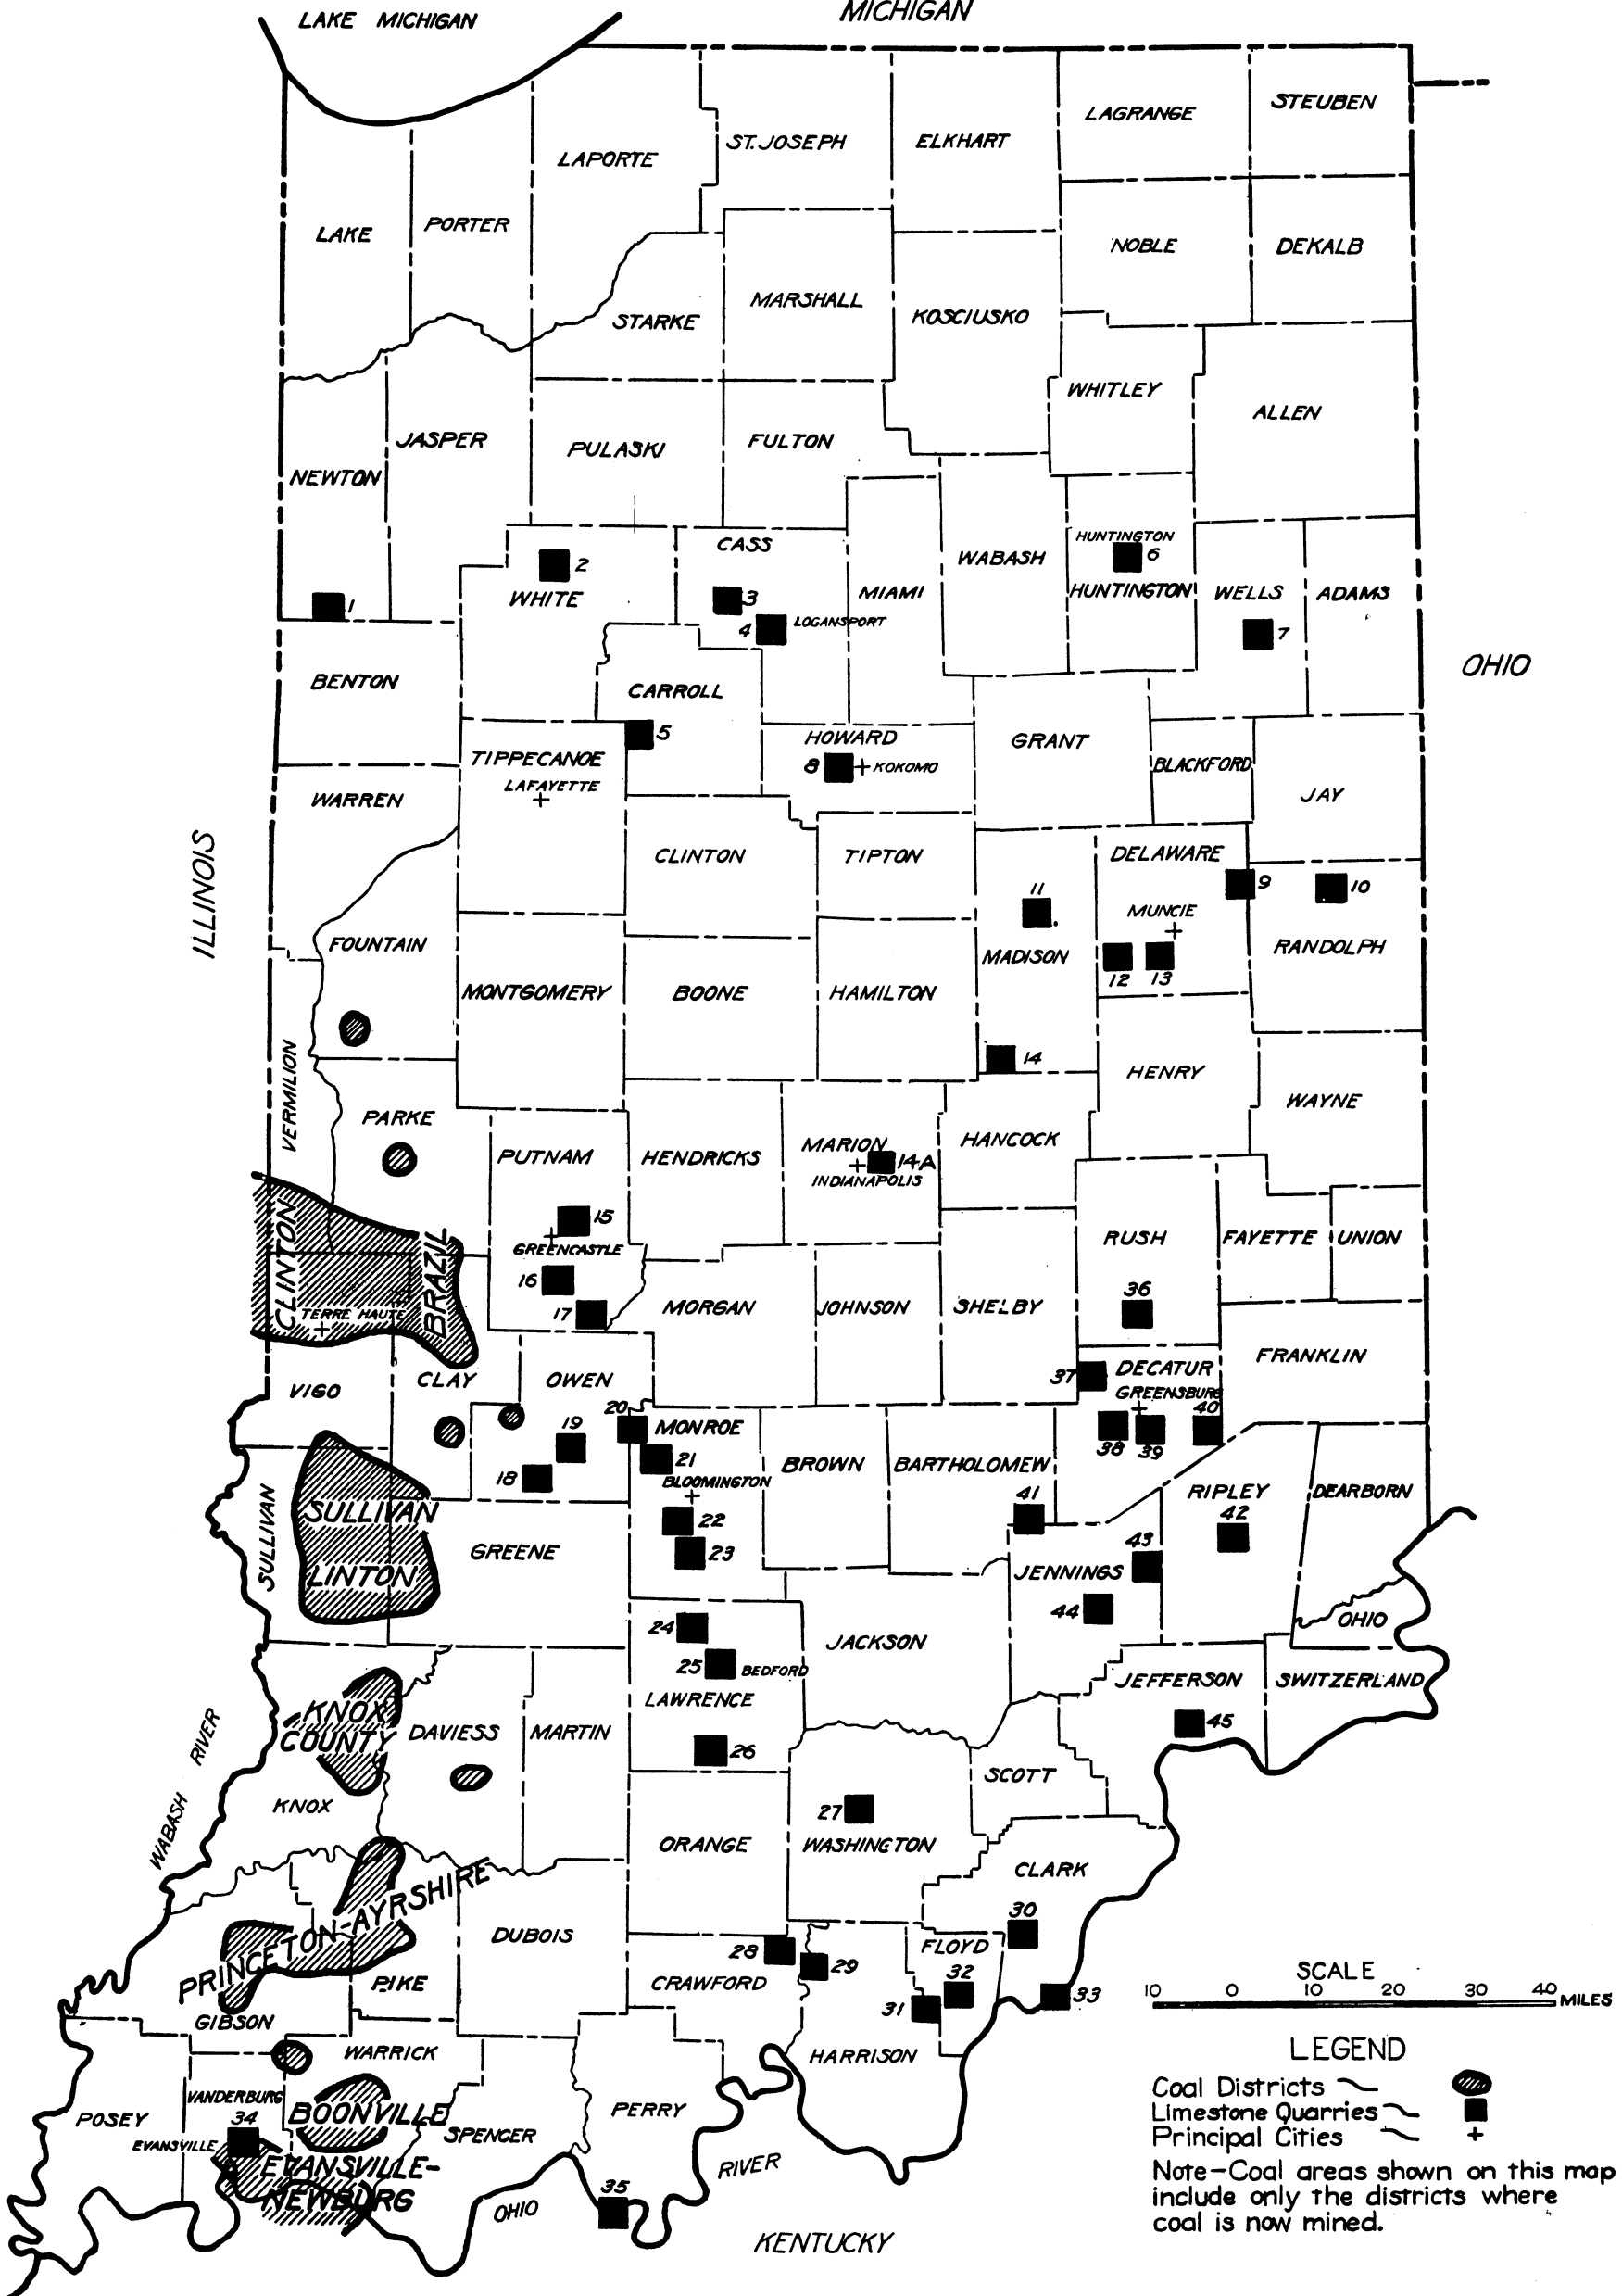 LAKE MICHIGAN
MICHIGAN
STEUBEN
LAGRANGE
ST. JOSEPH
ELKHART
LAPORTE
PORTER
LAKE
NOBLE
DEKALB
MARSHALL
KOSCIUSKO
STARKE
WHITLEY
ALLEN
JASPER
FULTON
PULASKI
NEWTON
CASS
HUNTINGTON
6
WABASH
2
WHITE
3
MIAMI
HUNTINGTON
WELLS
ADAMS
1
4
LOGANSPORT
7
OHIO
BENTON
CARROLL
5
HOWARD
GRANT
TIPPECANOE
8
KOKOMO
BLACKFORD
LAFAYETTE
WARREN
JAY
ILLINOIS
CLINTON
TIPTON
DELAWARE
9
10
11
MUNCIE
FOUNTAIN
MADISON
RANDOLPH
12
13
MONTGOMERY
BOONE
HAMILTON
14
HENRY
VERMILION
WAYNE
PARKE
MARION
HANCOCK
PUTNAM
HENDRICKS
14A
INDIANAPOLIS
15
GREENCASTLE
RUSH
FAYETTE
UNION
CLINTON
BRAZIL
16
TERRE HAUTE
17
MORGAN
JOHNSON
SHELBY
36
FRANKLIN
37
DECATUR
VIGO
CLAY
OWEN
GREENSBURG
20
19
MONROE
38
39
40
21
18
BLOOMINGTON
BROWN
BARTHOLOMEW
SULLIVAN
SULLIVAN
LINTON
22
41
RIPLEY
42
DEARBORN
GREENE
23
43
JENNINGS
44
24
OHIO
JACKSON
25
BEDFORD
LAWRENCE
JEFFERSON
SWITZERLAND
KNOX
COUNTY
DAVIESS
MARTIN
45
26
WABASH RIVER
SCOTT
KNOX
27
ORANGE
WASHINGTON
CLARK
PRINCETON-AYRSHIRE
DUBOIS
30
28
FLOYD
29
32
PIKE
CRAWFORD
31
33
GIBSON
WARRICK
HARRISON
VANDERBURG
34
POSEY
BOONVILLE
PERRY
SPENCER
EVANSVILLE
EVANSVILLE-
NEWBURG
35
OHIO
RIVER
KENTUCKY
SCALE
10 0 10 20 30 40 MILES
LEGEND
Coal Districts
Limestone Quarries
Principal Cities
Note-Coal areas shown on this map
include only the districts where
coal is now mined.